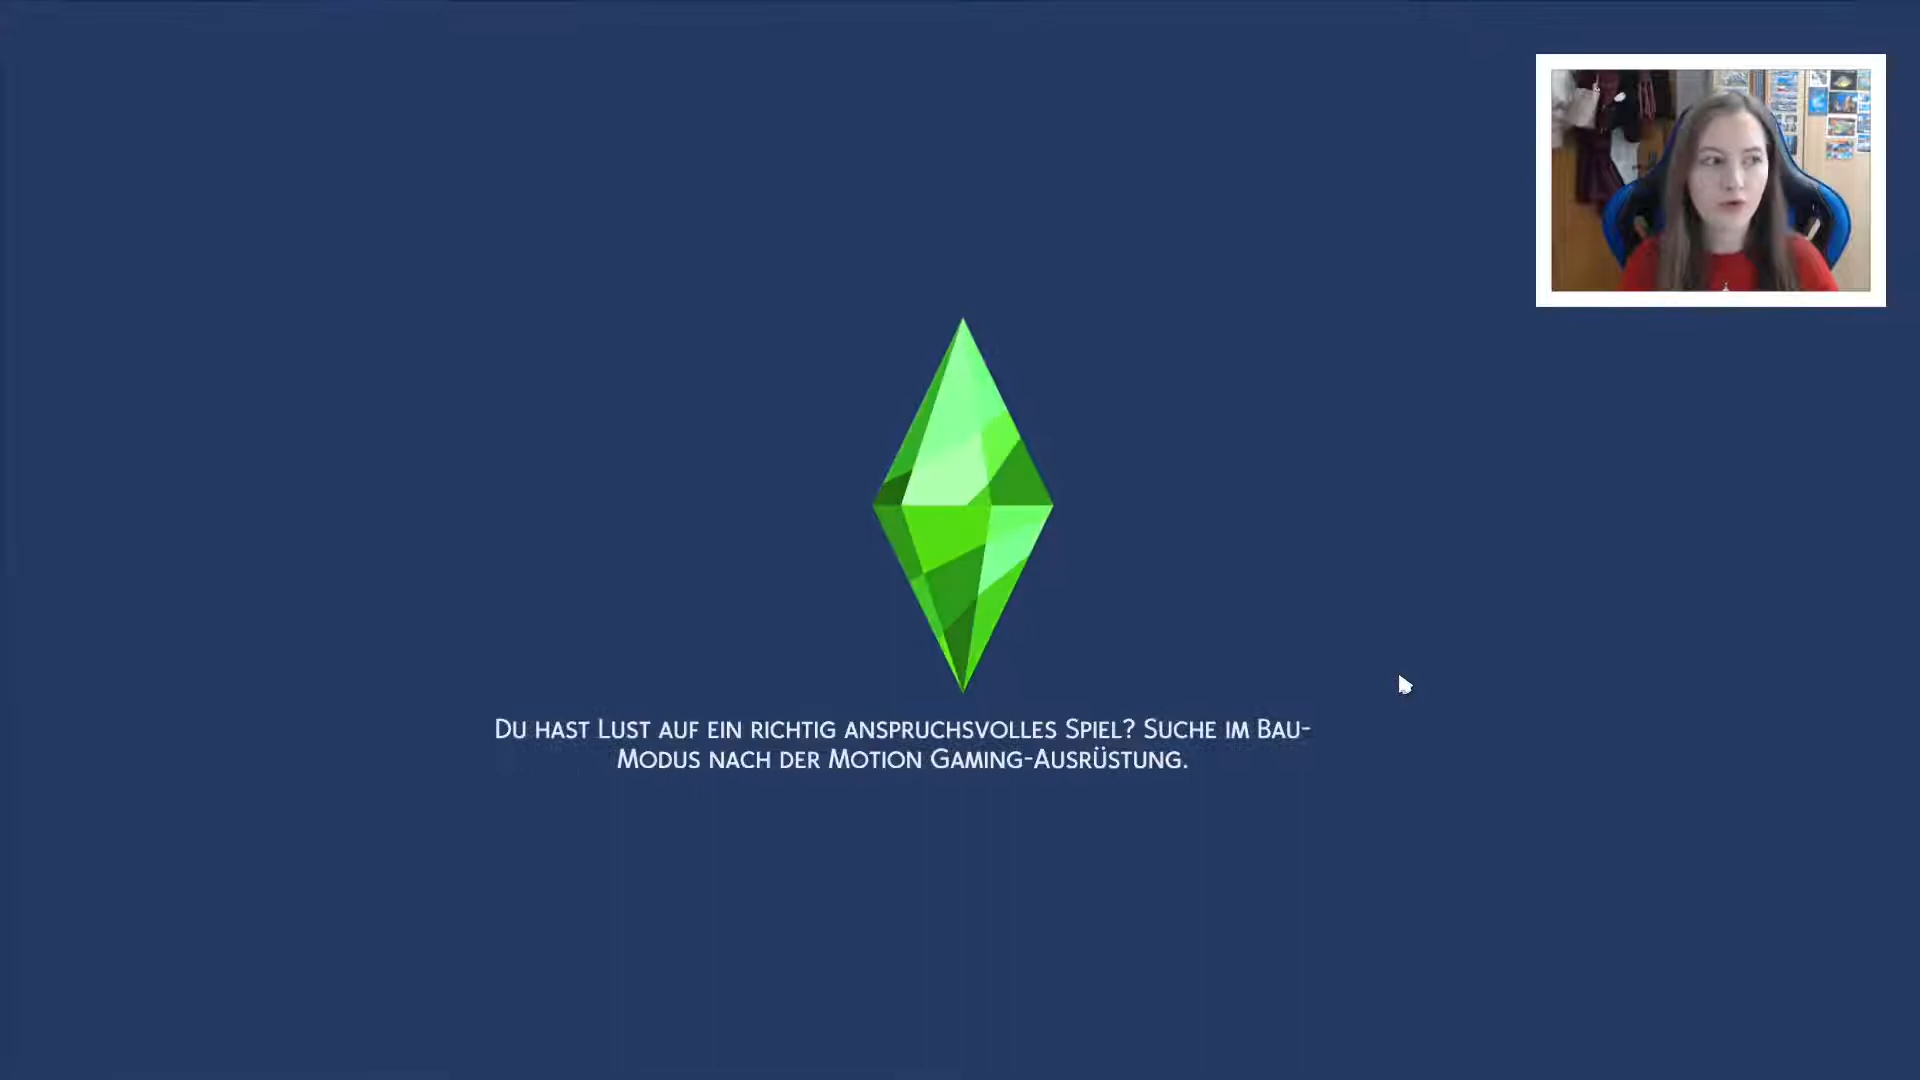 Du hast Lust auf ein richtig anspruchsvolles Spiel? Suche im Bau-
Modus nach der Motion Gaming-Ausrüstung.